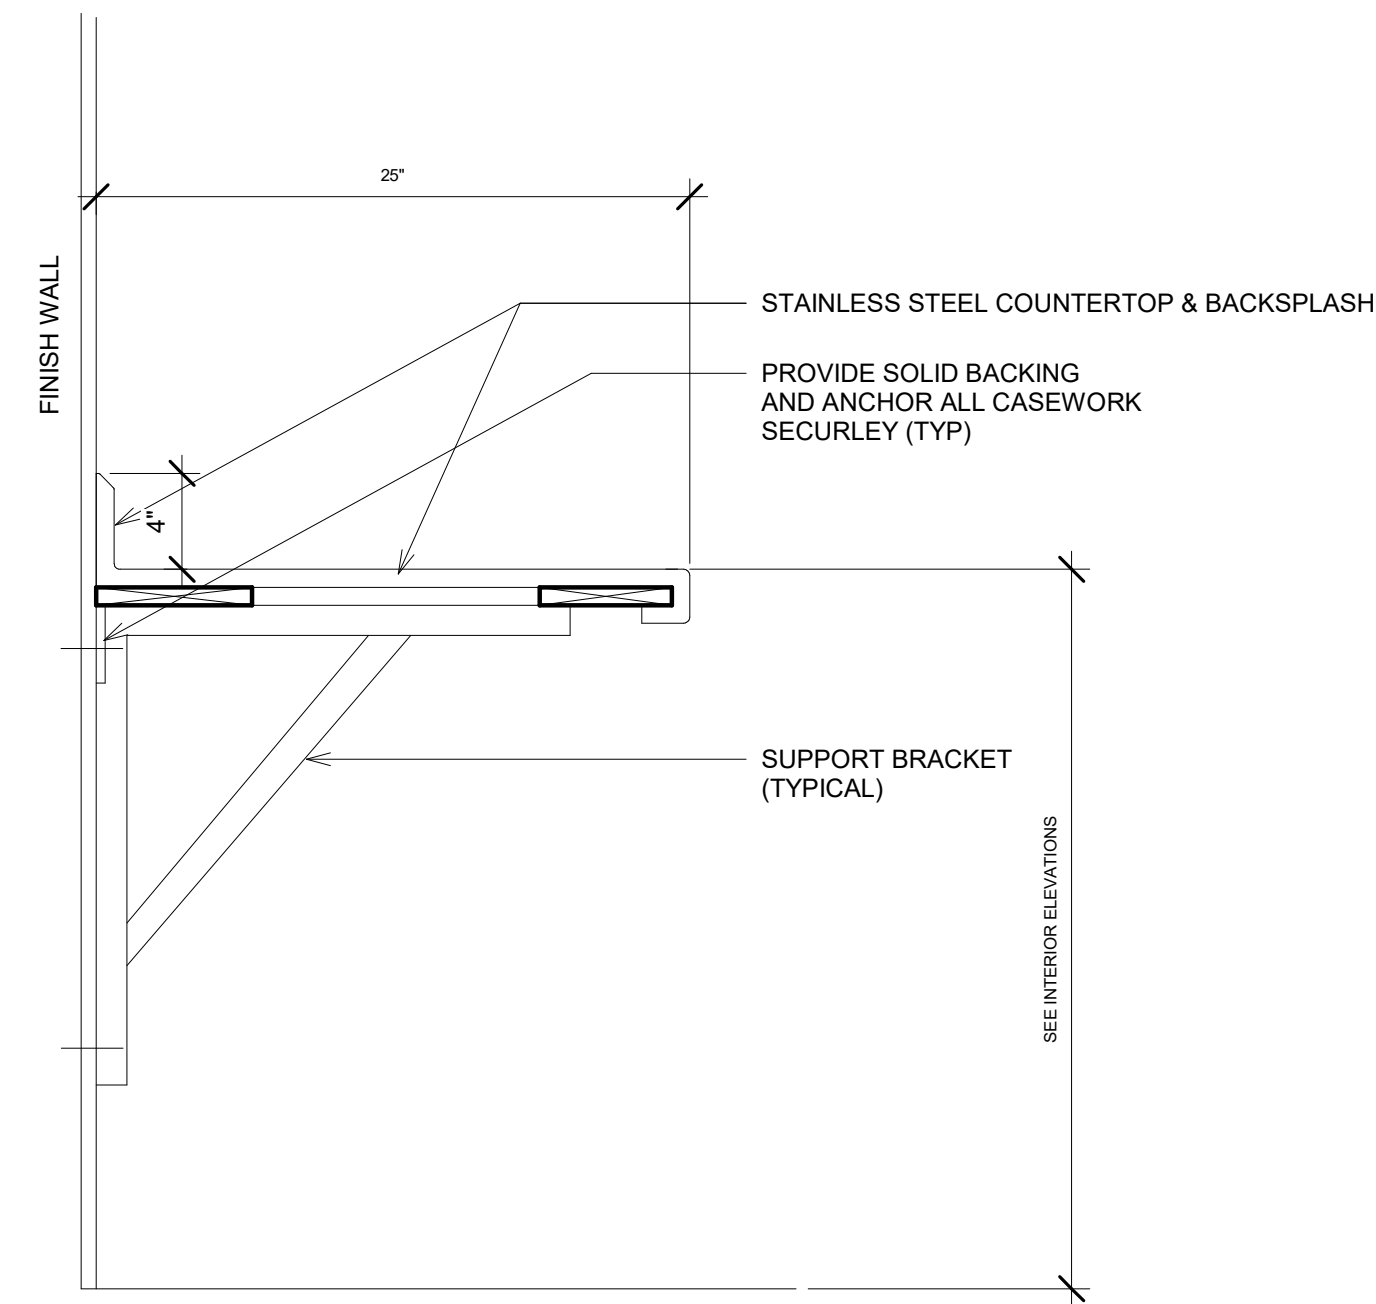 25"
FINISH WALL
STAINLESS STEEL COUNTERTOP & BACKSPLASH
PROVIDE SOLID BACKING
AND ANCHOR ALL CASEWORK
SECURLEY (TYP)
4"
SUPPORT BRACKET
(TYPICAL)
SEE INTERIOR ELEVATIONS